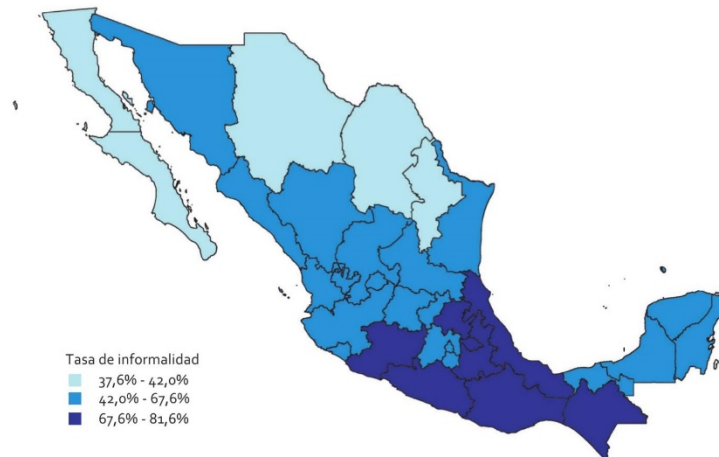 Tasa de informalidad
37,6% - 42,0%
42,0% - 67,6%
67,6% - 81,6%